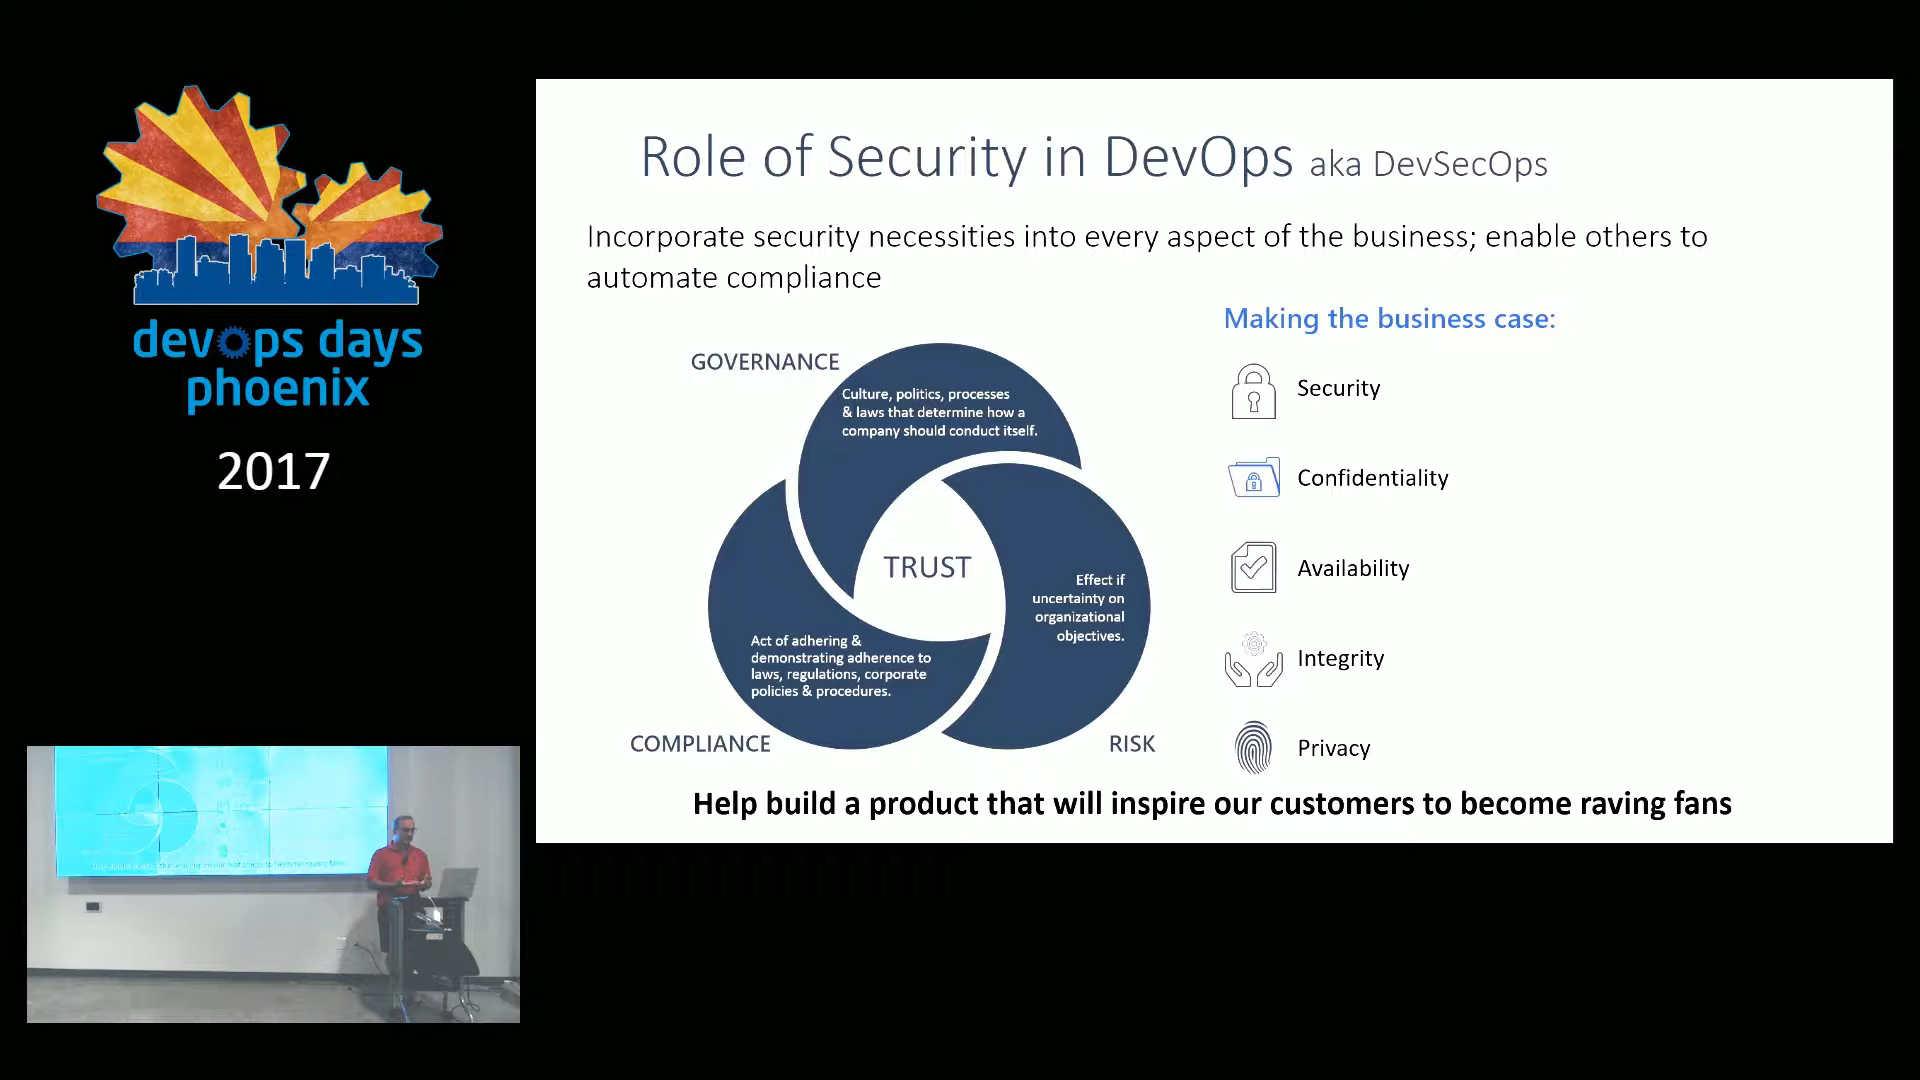 devops days
phoenix
2017
Role of Security in DevOps aka DevSecOps
Incorporate security necessities into every aspect of the business; enable others to
automate compliance
GOVERNANCE
Culture, politics, processes
& laws that determine how a
company should conduct itself.
TRUST
Effect if
uncertainty on
organizational
objectives.
Act of adhering &
demonstrating adherence to
laws, regulations, corporate
policies & procedures.
COMPLIANCE
RISK
Making the business case:
Security
Confidentiality
Availability
Integrity
Privacy
Help build a product that will inspire our customers to become raving fans